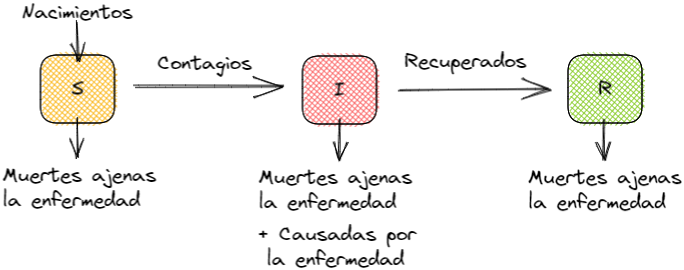 Nacimientos
S
Contagios
I
Recuperados
R
Muertes ajenas
la enfermedad
Muertes ajenas
la enfermedad
+ Causadas por
la enfermedad
Muertes ajenas
la enfermedad